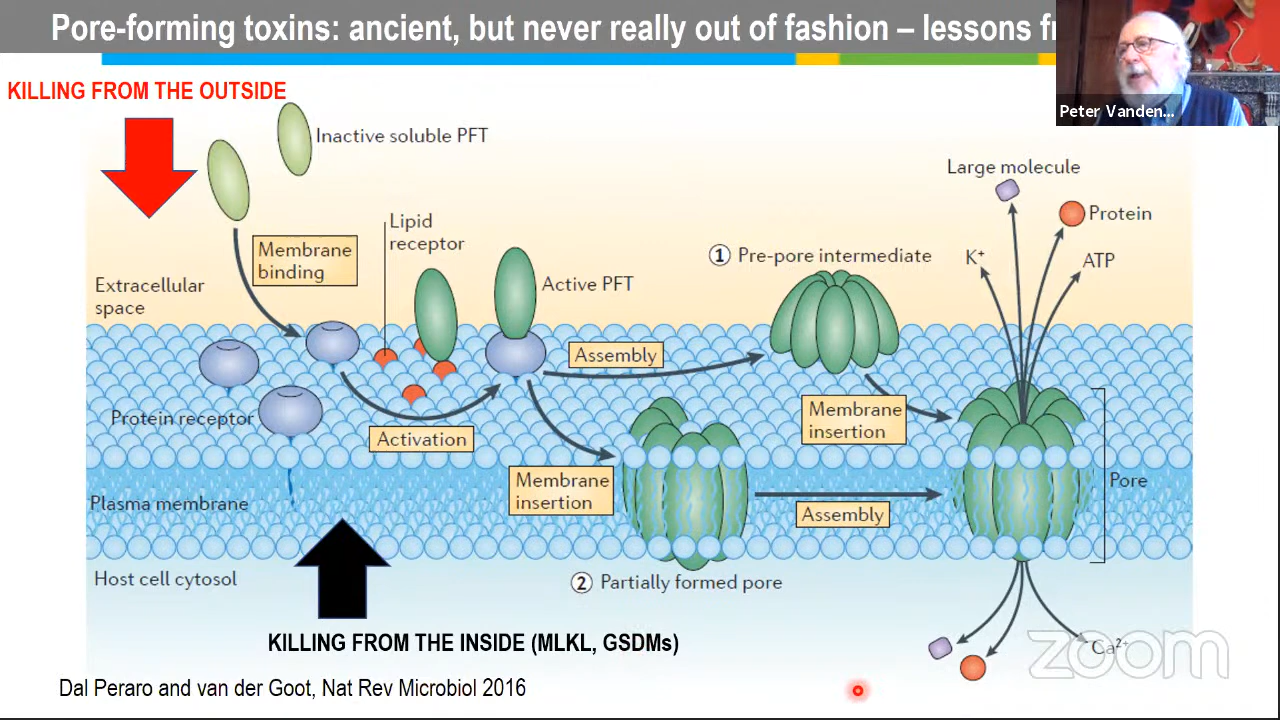 Pore-forming toxins: ancient, but never really out of fashion – lessons
Peter Vanden...
KILLING FROM THE OUTSIDE
Inactive soluble PFT
Large molecule
Protein
Lipid
receptor
Membrane
binding
① Pre-pore intermediate
K⁺
ATP
Extracellular
space
Active PFT
Assembly
Protein receptor
Activation
Membrane
insertion
Membrane
insertion
Pore
Plasma membrane
Assembly
Host cell cytosol
② Partially formed pore
KILLING FROM THE INSIDE (MLKL, GSDMs)
Ca²⁺
zoom
Dal Peraro and van der Goot, Nat Rev Microbiol 2016